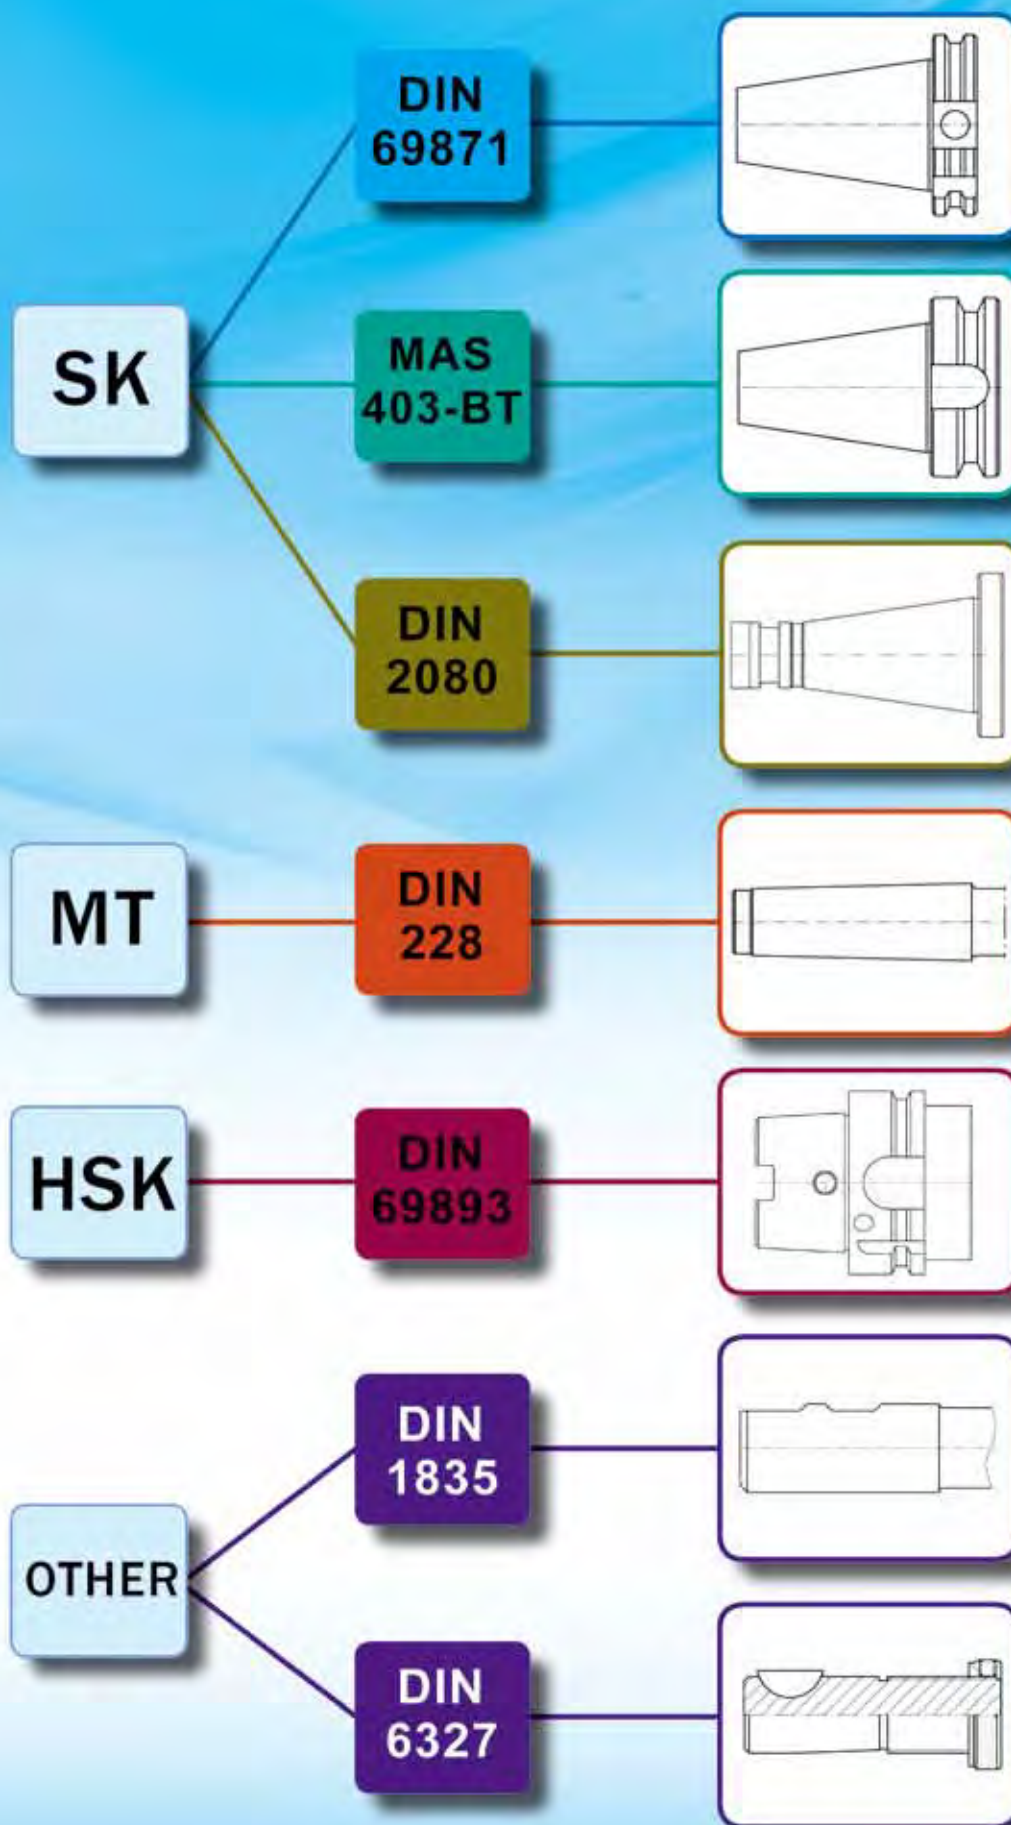 DIN
69871
SK
MAS
403-BT
DIN
2080
MT
DIN
228
HSK
DIN
69893
DIN
1835
OTHER
DIN
6327